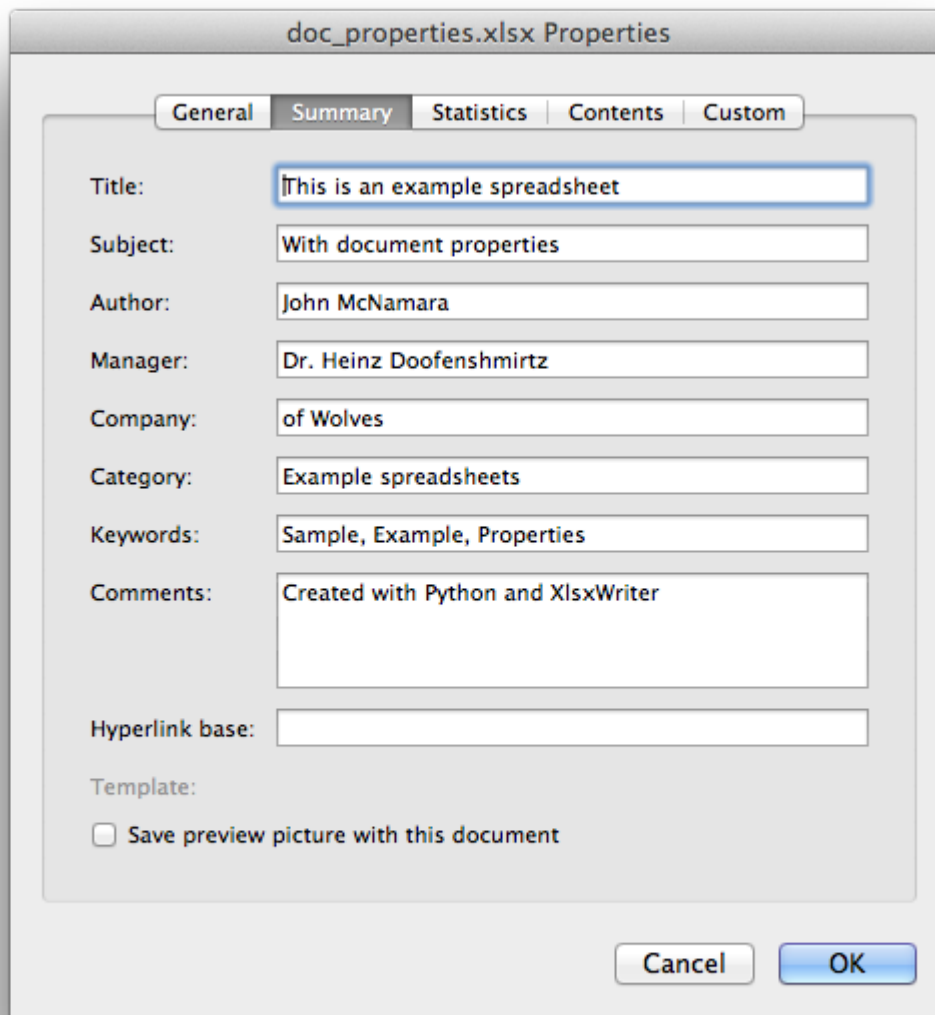 doc_properties.xlsx Properties
General Summary Statistics Contents Custom
Title: This is an example spreadsheet
Subject: With document properties
Author: John McNamara
Manager: Dr. Heinz Doofenshmirtz
Company: of Wolves
Category: Example spreadsheets
Keywords: Sample, Example, Properties
Comments: Created with Python and XlsxWriter
Hyperlink base:
Template:
Save preview picture with this document
Cancel OK